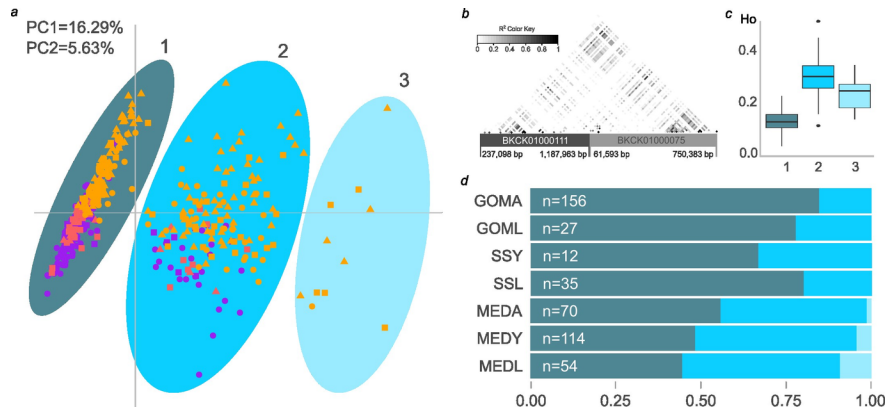 a
PC1=16.29%
PC2=5.63%
1
2
3
b
R² Color Key
0 0.2 0.4 0.6 0.8 1
BKCK01000111 BKCK01000075
237,098 bp 1,187,983 bp 61,593 bp 750,383 bp
c
Ho
0.4
0.2
0.0
1 2 3
d
GOMA n=156
GOML n=27
SSY n=12
SSL n=35
MEDA n=70
MEDY n=114
MEDL n=54
0.00 0.25 0.50 0.75 1.00